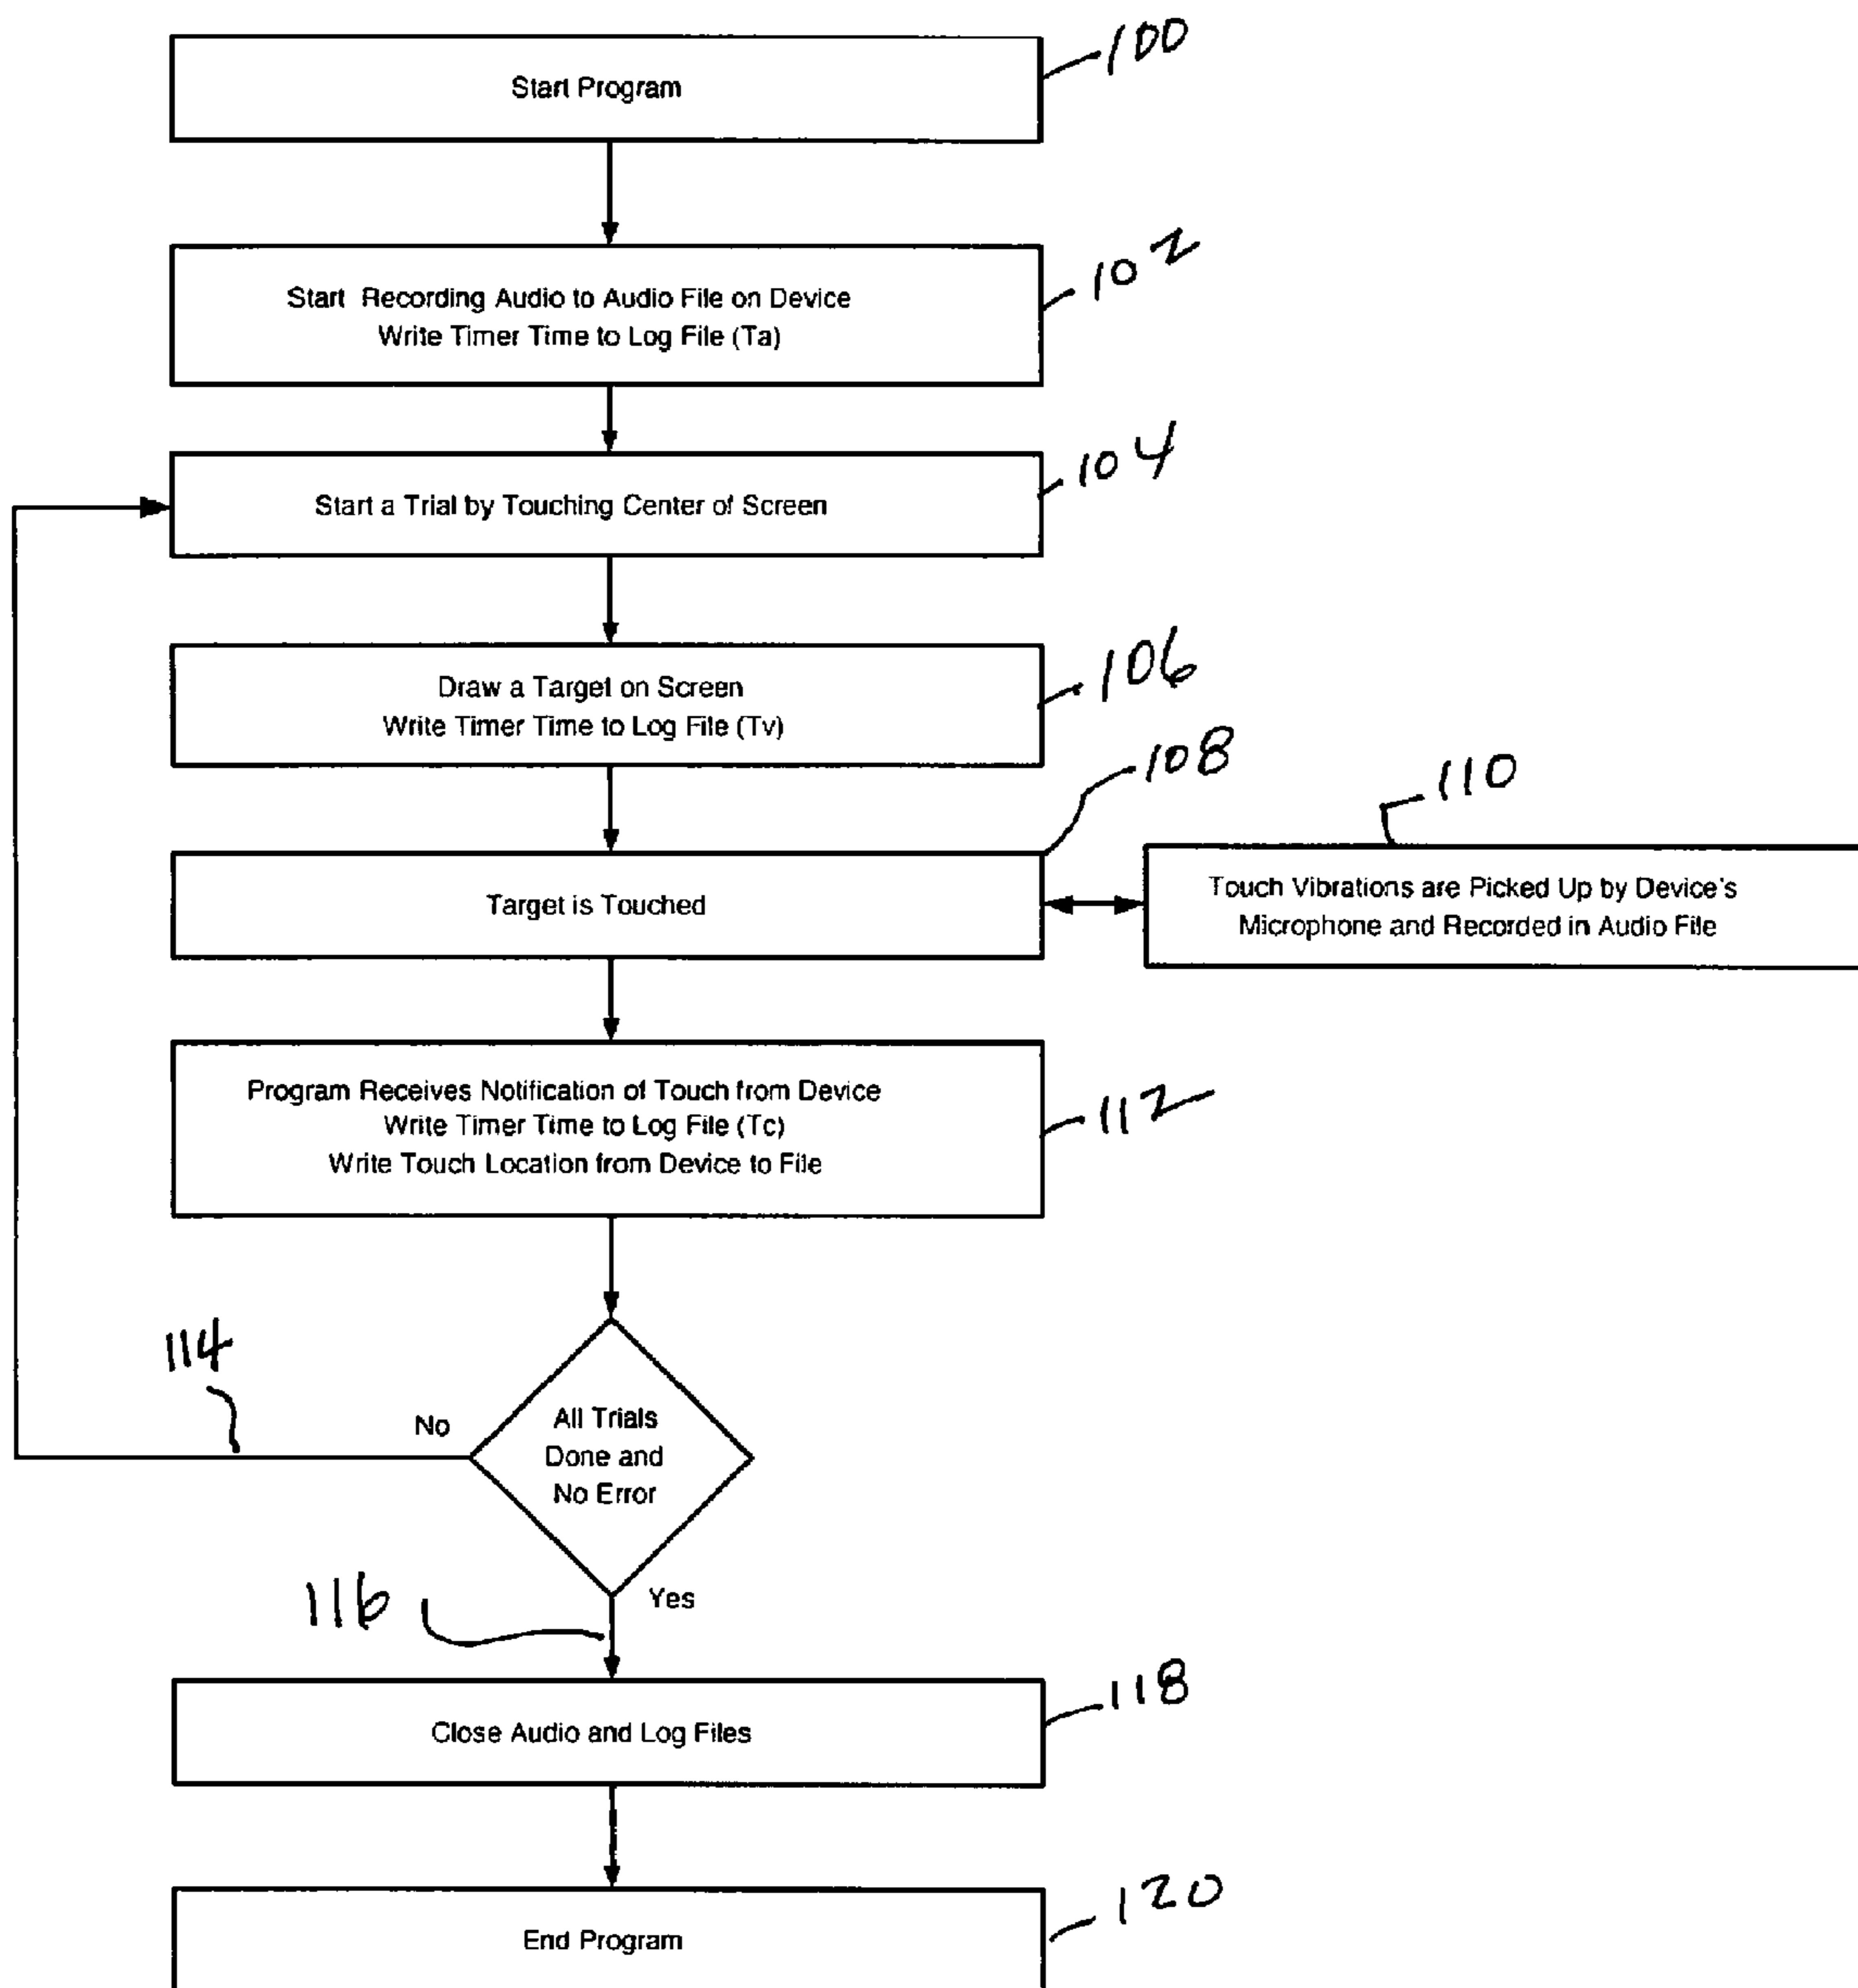 Start Program
100
Start Recording Audio to Audio File on Device
Write Timer Time to Log File (Ta)
102
Start a Trial by Touching Center of Screen
104
Draw a Target on Screen
Write Timer Time to Log File (Tv)
106
108
Target is Touched
110
Touch Vibrations are Picked Up by Device's
Microphone and Recorded in Audio File
Program Receives Notification of Touch from Device
Write Timer Time to Log File (Tc)
Write Touch Location from Device to File
112
114
No
All Trials
Done and
No Error
Yes
116
Close Audio and Log Files
118
End Program
120